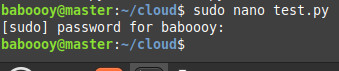 baboooy@master:~/cloud$ sudo nano test.py
[sudo] password for baboooy:
baboooy@master:~/cloud$